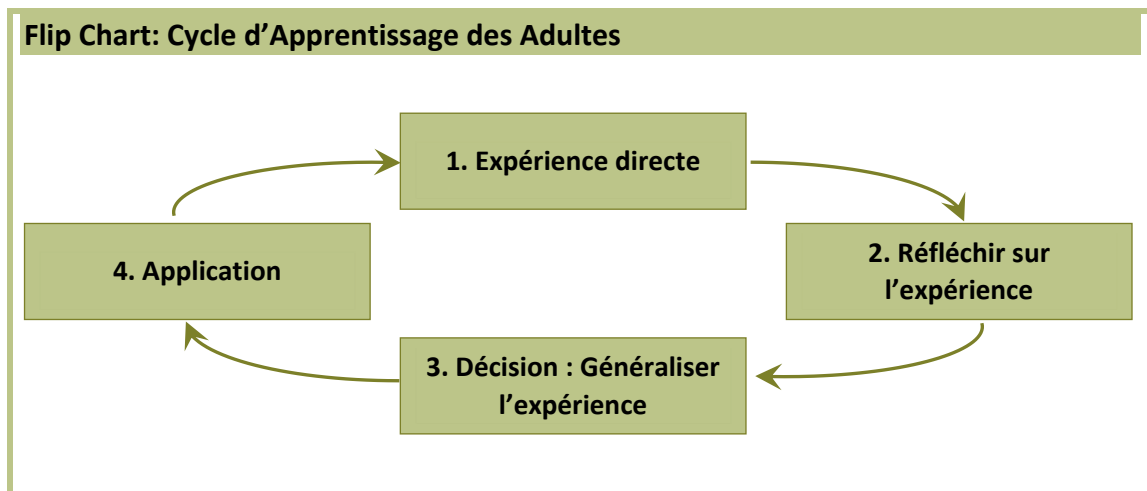 Flip Chart: Cycle d’Apprentissage des Adultes
1. Expérience directe
2. Réfléchir sur
l’expérience
3. Décision : Généraliser
l’expérience
4. Application